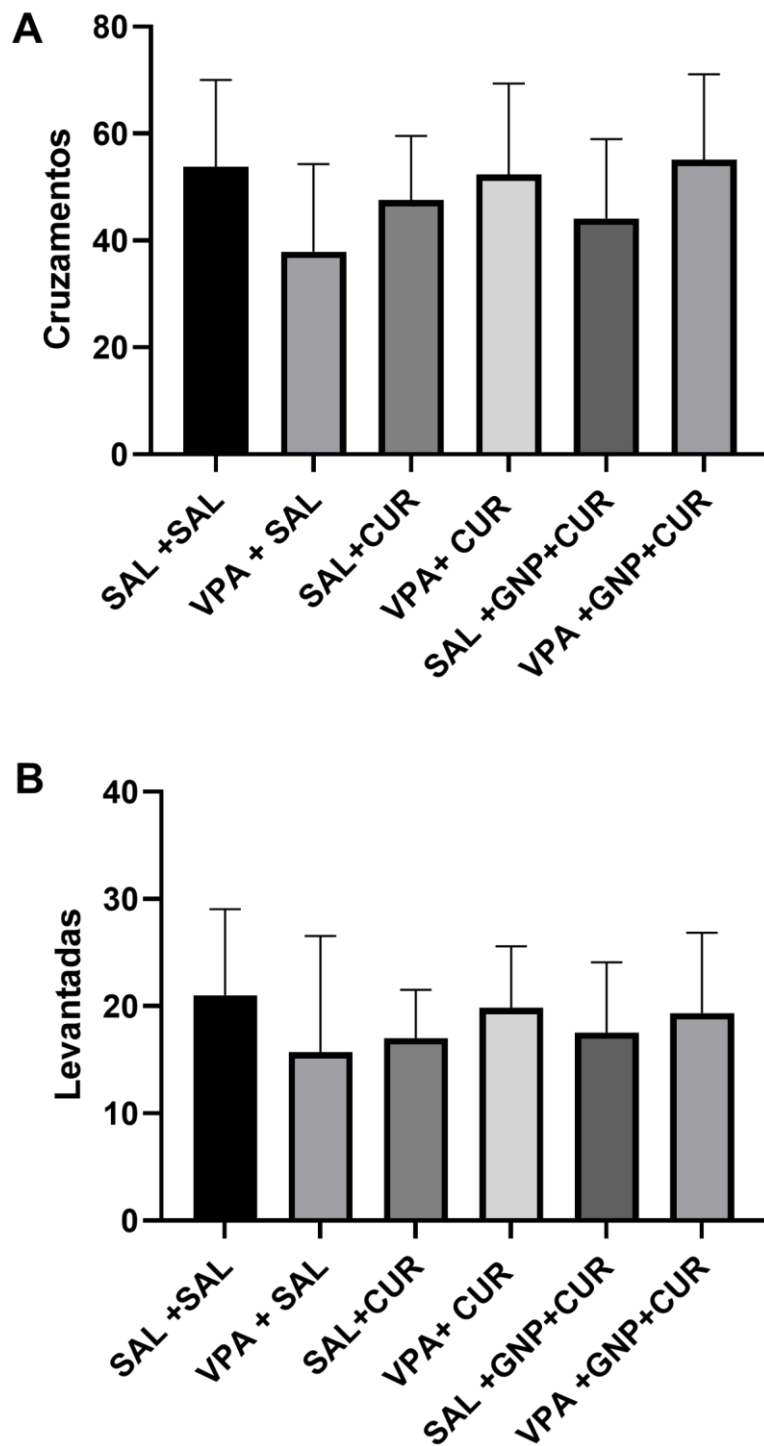 A
Cruzamentos
80
60
40
20
0
SAL +SAL
VPA + SAL
SAL+CUR
VPA+ CUR
SAL +GNP+CUR
VPA +GNP+CUR
B
Levantadas
40
30
20
10
0
SAL +SAL
VPA + SAL
SAL+CUR
VPA+ CUR
SAL +GNP+CUR
VPA +GNP+CUR